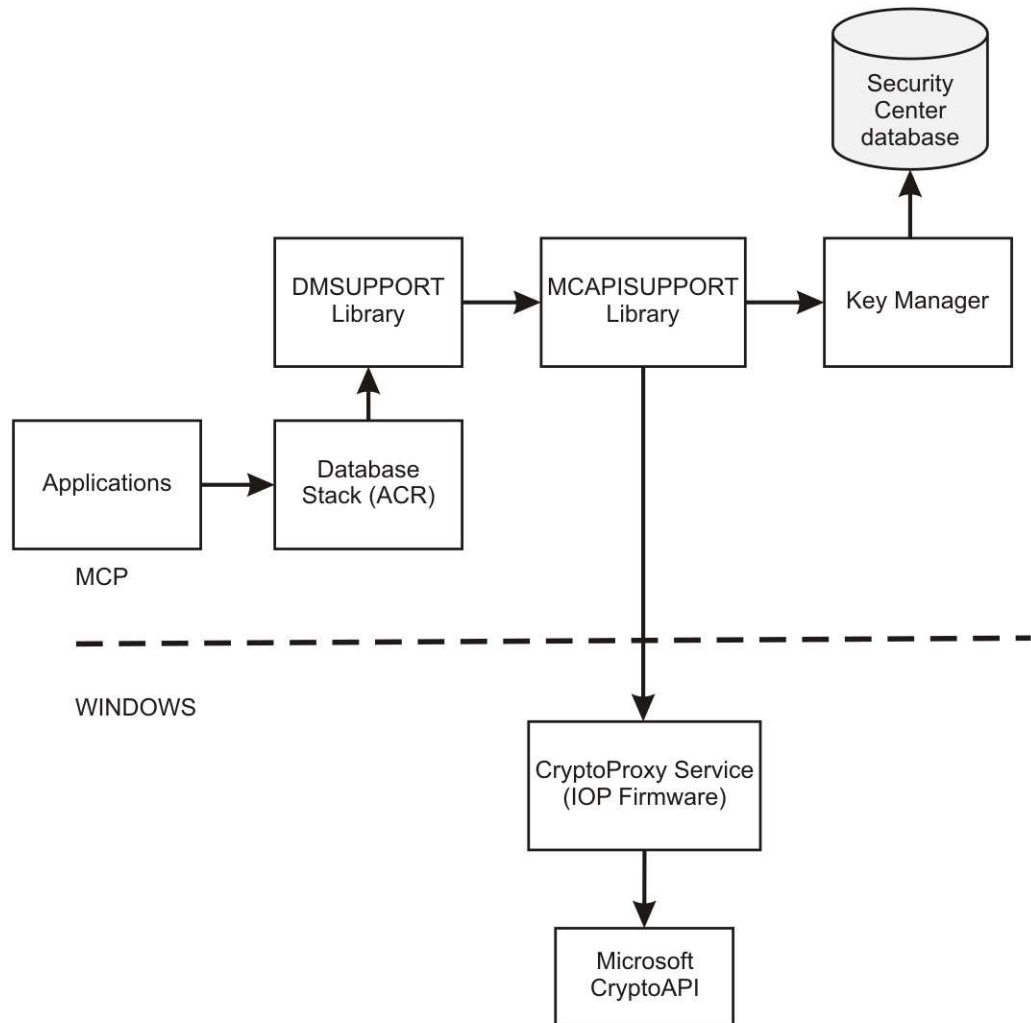 Security
Center
database
DMSUPPORT
Library
MCAPISUPPORT
Library
Key Manager
Applications
Database
Stack (ACR)
MCP
WINDOWS
CryptoProxy Service
(IOP Firmware)
Microsoft
CryptoAPI